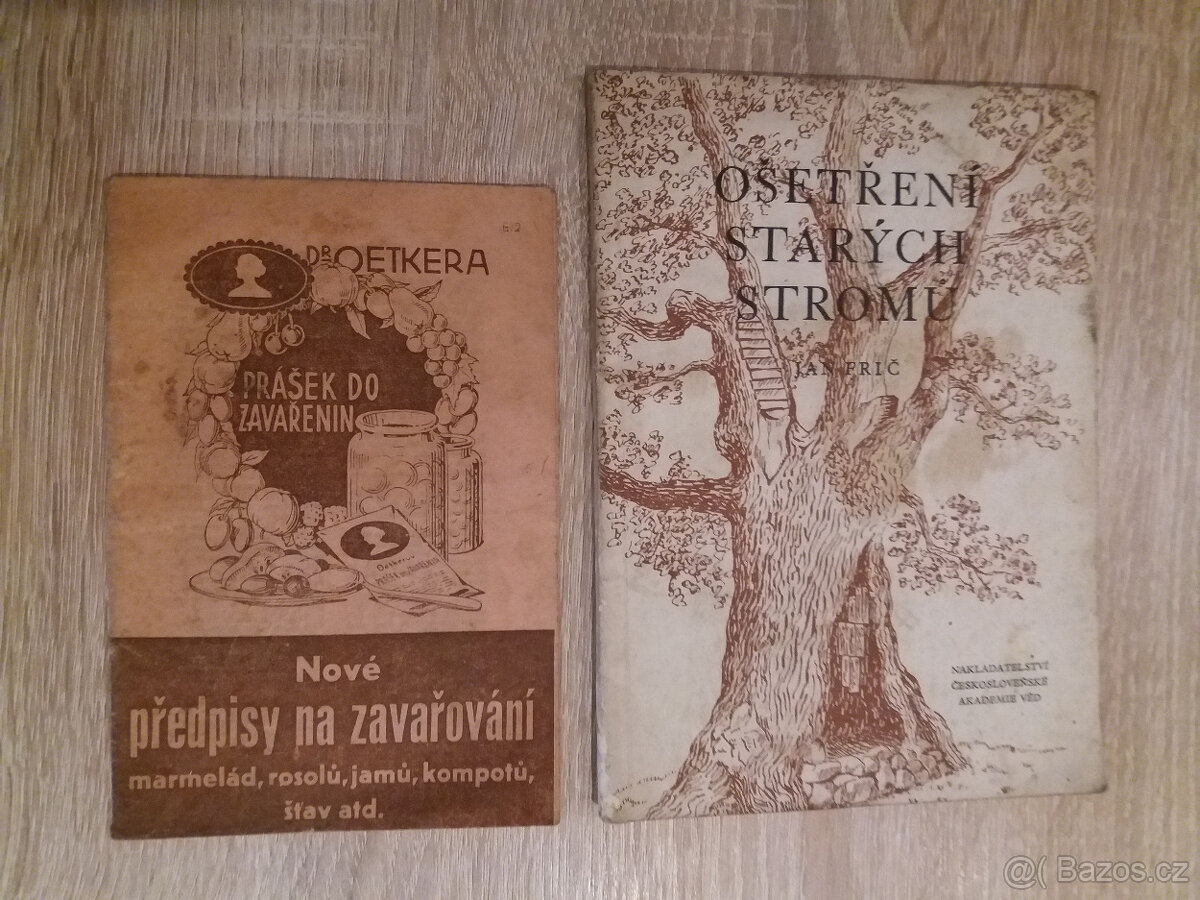 DR OETKERA
PRÁŠEK DO
ZAVAŘENIN
Nové
předpisy na zavařování
marmelád, rosolů, jamů, kompotů,
šťav atd.
OŠETŘENÍ
STARÝCH
STROMŮ
JAN FRIČ
NAKLADATELSTVÍ
ČESKOSLOVENSKÉ
AKADEMIE VĚD
@( Bazos.cz